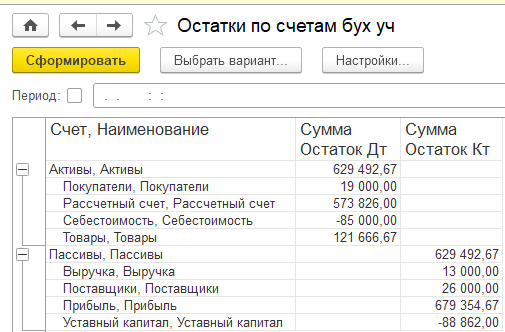 Остатки по счетам бух уч
Сформировать Выбрать вариант... Настройки...
Период: . . : :
Счет, Наименование Сумма Остаток Дт Сумма Остаток Кт
Активы, Активы 629 492,67
Покупатели, Покупатели 19 000,00
Рассчетный счет, Рассчетный счет 573 826,00
Себестоимость, Себестоимость -85 000,00
Товары, Товары 121 666,67
Пассивы, Пассивы 629 492,67
Выручка, Выручка 13 000,00
Поставщики, Поставщики 26 000,00
Прибыль, Прибыль 679 354,67
Уставный капитал, Уставный капитал -88 862,00